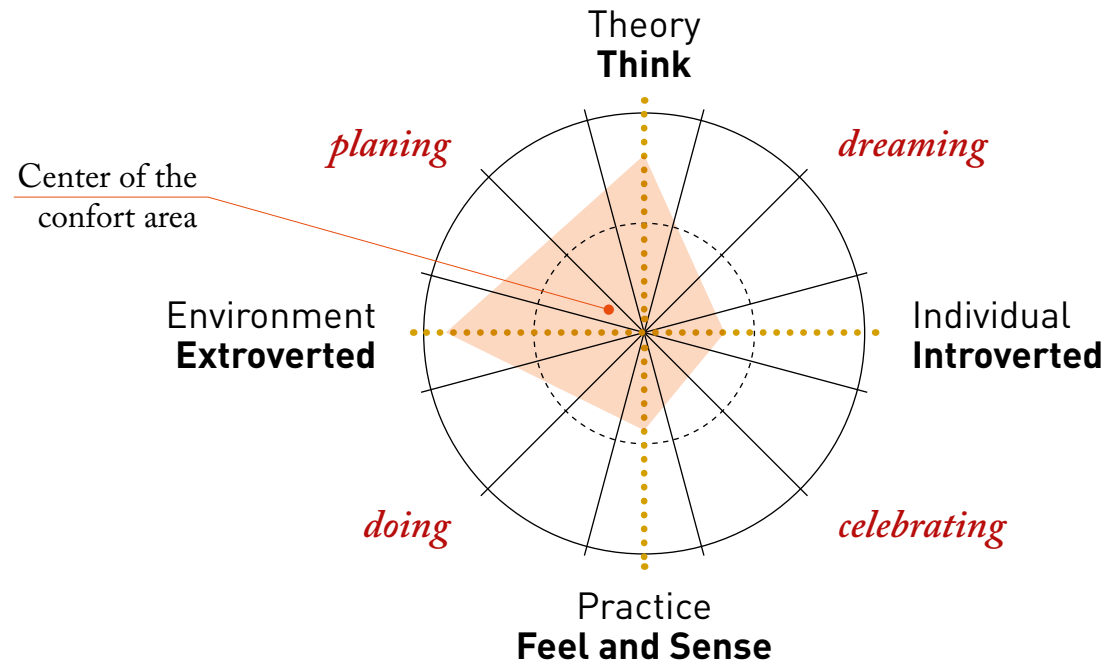 Theory
Think
planing
dreaming
Center of the
confort area
Environment
Extroverted
Individual
Introverted
doing
celebrating
Practice
Feel and Sense